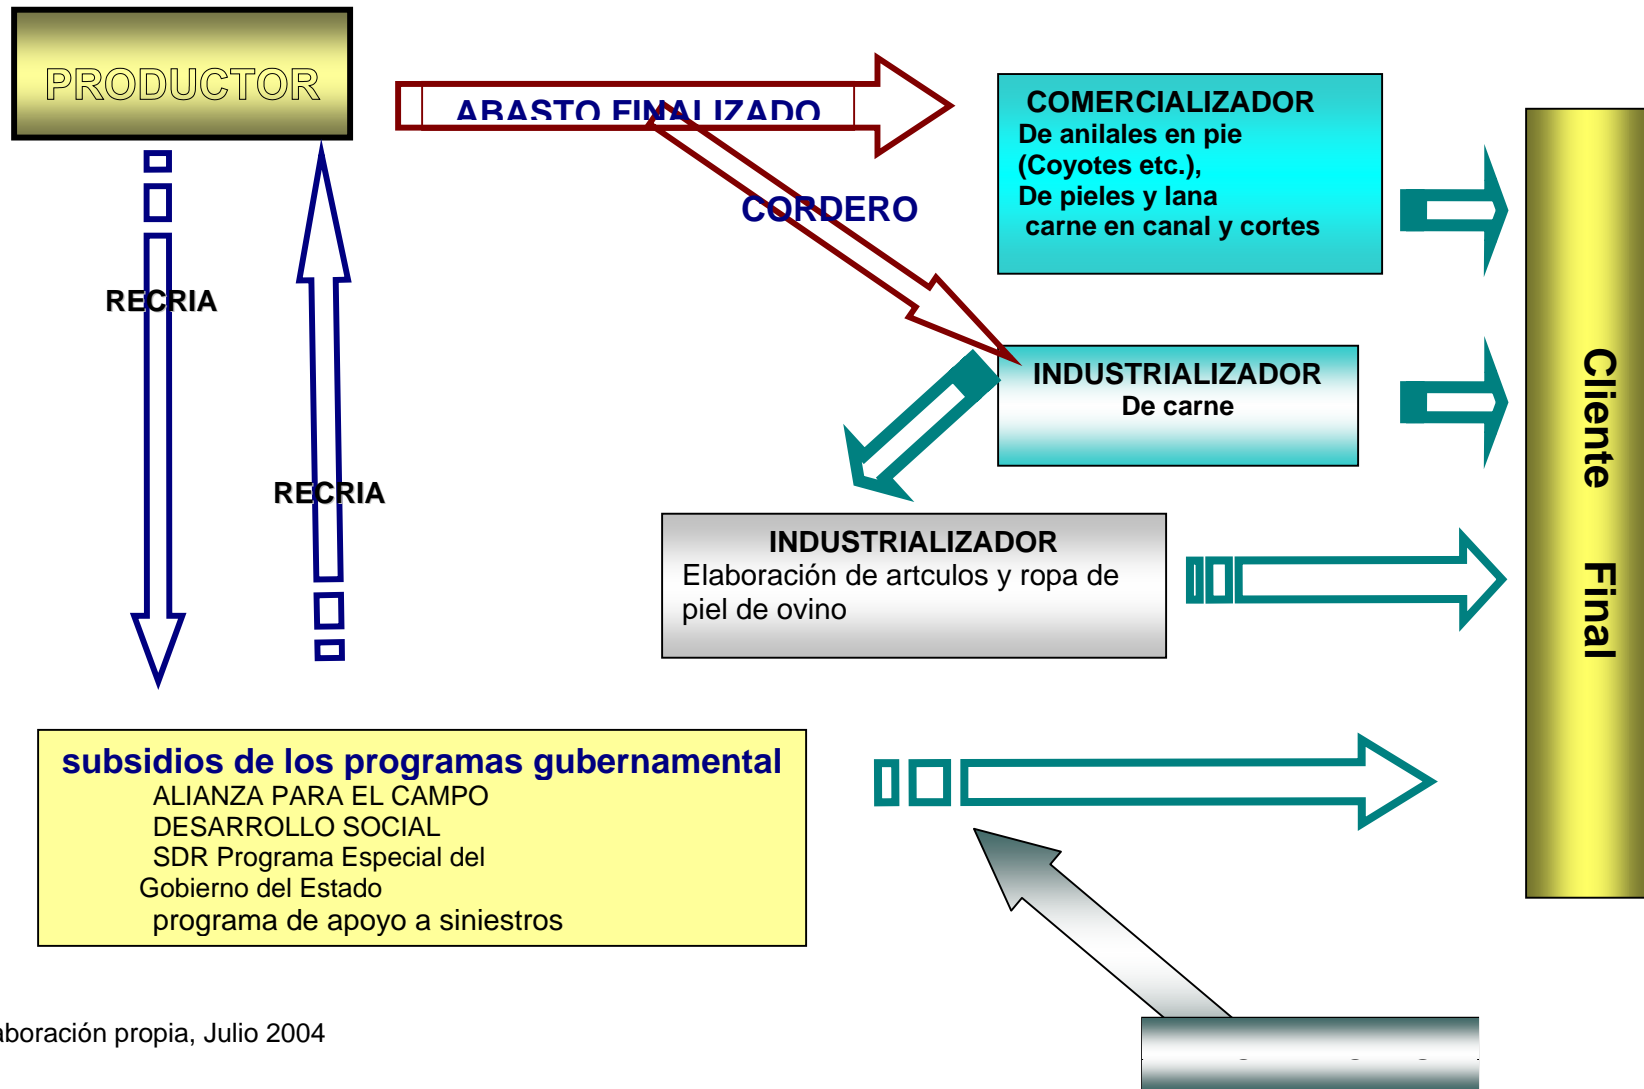 PRODUCTOR
ABASTO FINALIZADO
CORDERO
COMERCIALIZADOR
De anilales en pie
(Coyotes etc.),
De pieles y lana
carne en canal y cortes
RECRIA
RECRIA
INDUSTRIALIZADOR
De carne
INDUSTRIALIZADOR
Elaboración de artculos y ropa de
piel de ovino
Cliente Final
subsidios de los programas gubernamental
ALIANZA PARA EL CAMPO
DESARROLLO SOCIAL
SDR Programa Especial del
Gobierno del Estado
programa de apoyo a siniestros
aboración propia, Julio 2004